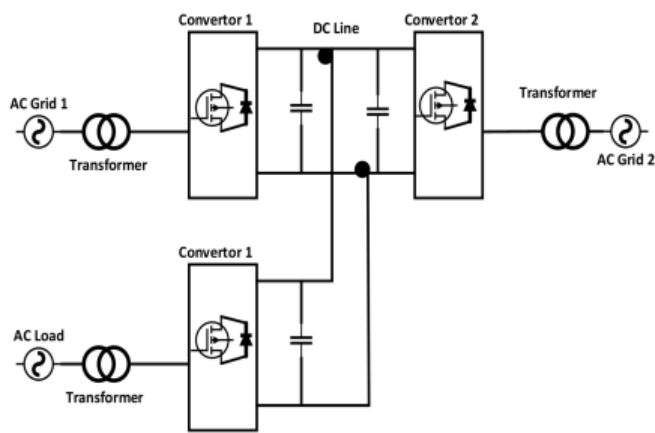 Convertor 1
DC Line
Convertor 2
AC Grid 1
Transformer
Transformer
AC Grid 2
Convertor 1
AC Load
Transformer